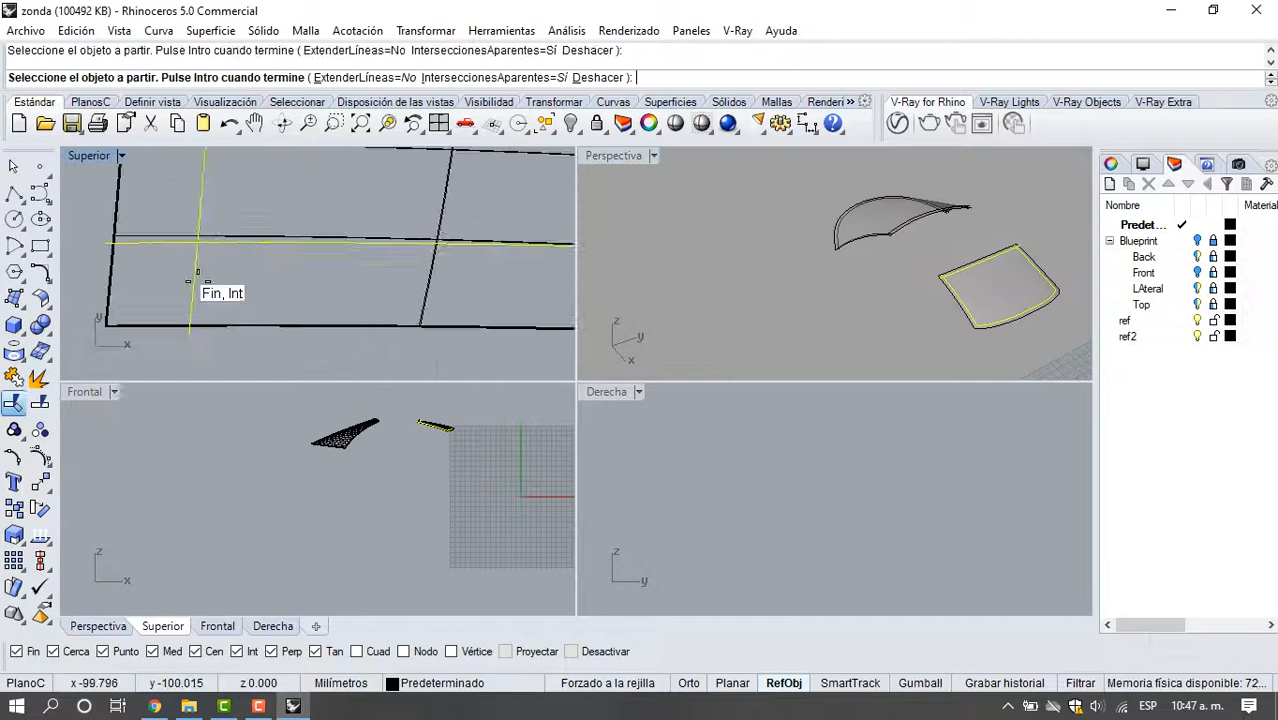 zonda (100492 KB) - Rhinoceros 5.0 Commercial
Archivo Edición Vista Curva Superficie Sólido Malla Acotación Transformar Herramientas Análisis Renderizado Paneles V-Ray Ayuda
Seleccione el objeto a partir. Pulse Intro cuando termine ( ExtenderLíneas=No InterseccionesAparentes=Sí Deshacer ):
Seleccione el objeto a partir. Pulse Intro cuando termine ( ExtenderLíneas=No InterseccionesAparentes=Sí Deshacer ):
Estándar PlanosC Definir vista Visualización Seleccionar Disposición de las vistas Visibilidad Transformar Curvas Superficies Sólidos Mallas Renderi » V-Ray for Rhino V-Ray Lights V-Ray Objects V-Ray Extra
Superior Perspectiva
Nombre Material
Predet...
Blueprint
Back
Front
LAteral
Top
ref
ref2
Fin, Int
y
x
z
y
x
Frontal Derecha
z
x
z
y
Perspectiva Superior Frontal Derecha
Fin Cerca Punto Med Cen Int Perp Tan Cuad Nodo Vértice Proyectar Desactivar
PlanoC x -99.796 y -100.015 z 0.000 Milímetros Predeterminado Forzado a la rejilla Orto Planar RefObj SmartTrack Gumball Grabar historial Filtrar Memoria física disponible: 72...
ESP 10:47 a. m.